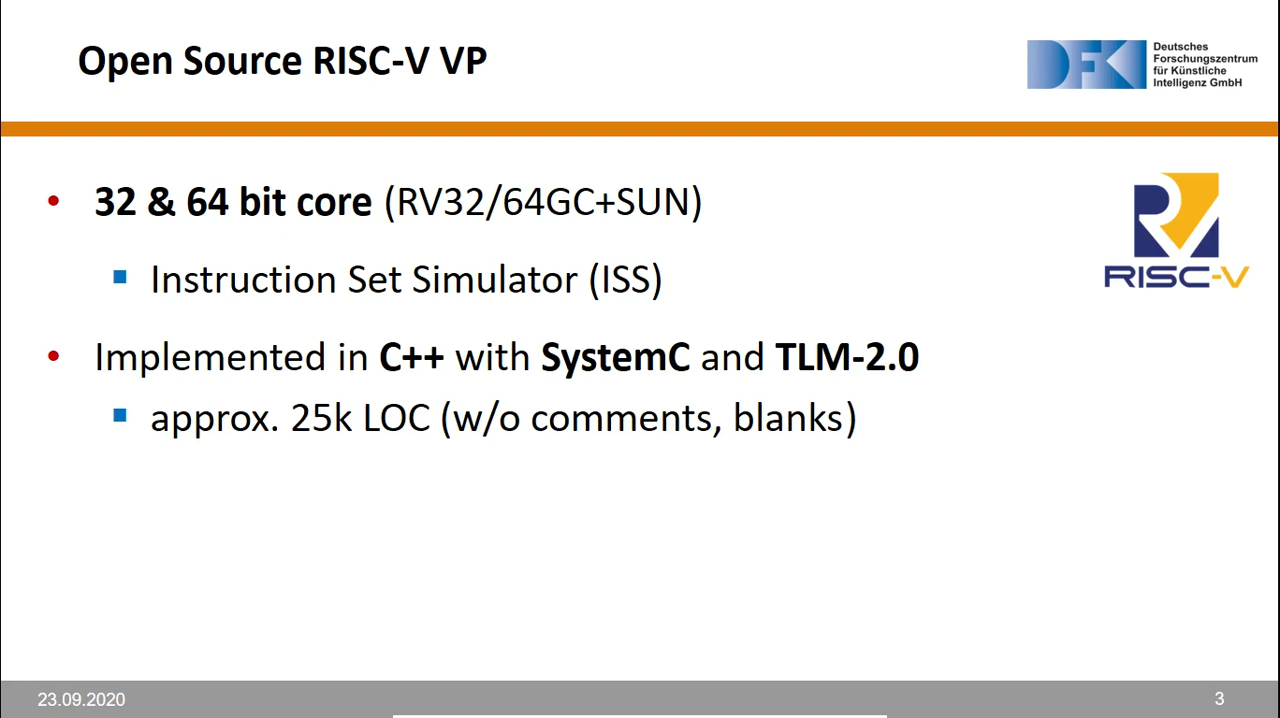 Open Source RISC-V VP
DFKI
Deutsches
Forschungszentrum
für Künstliche
Intelligenz GmbH
• 32 & 64 bit core (RV32/64GC+SUN)
▪ Instruction Set Simulator (ISS)
• Implemented in C++ with SystemC and TLM-2.0
▪ approx. 25k LOC (w/o comments, blanks)
RISC-V
23.09.2020
3